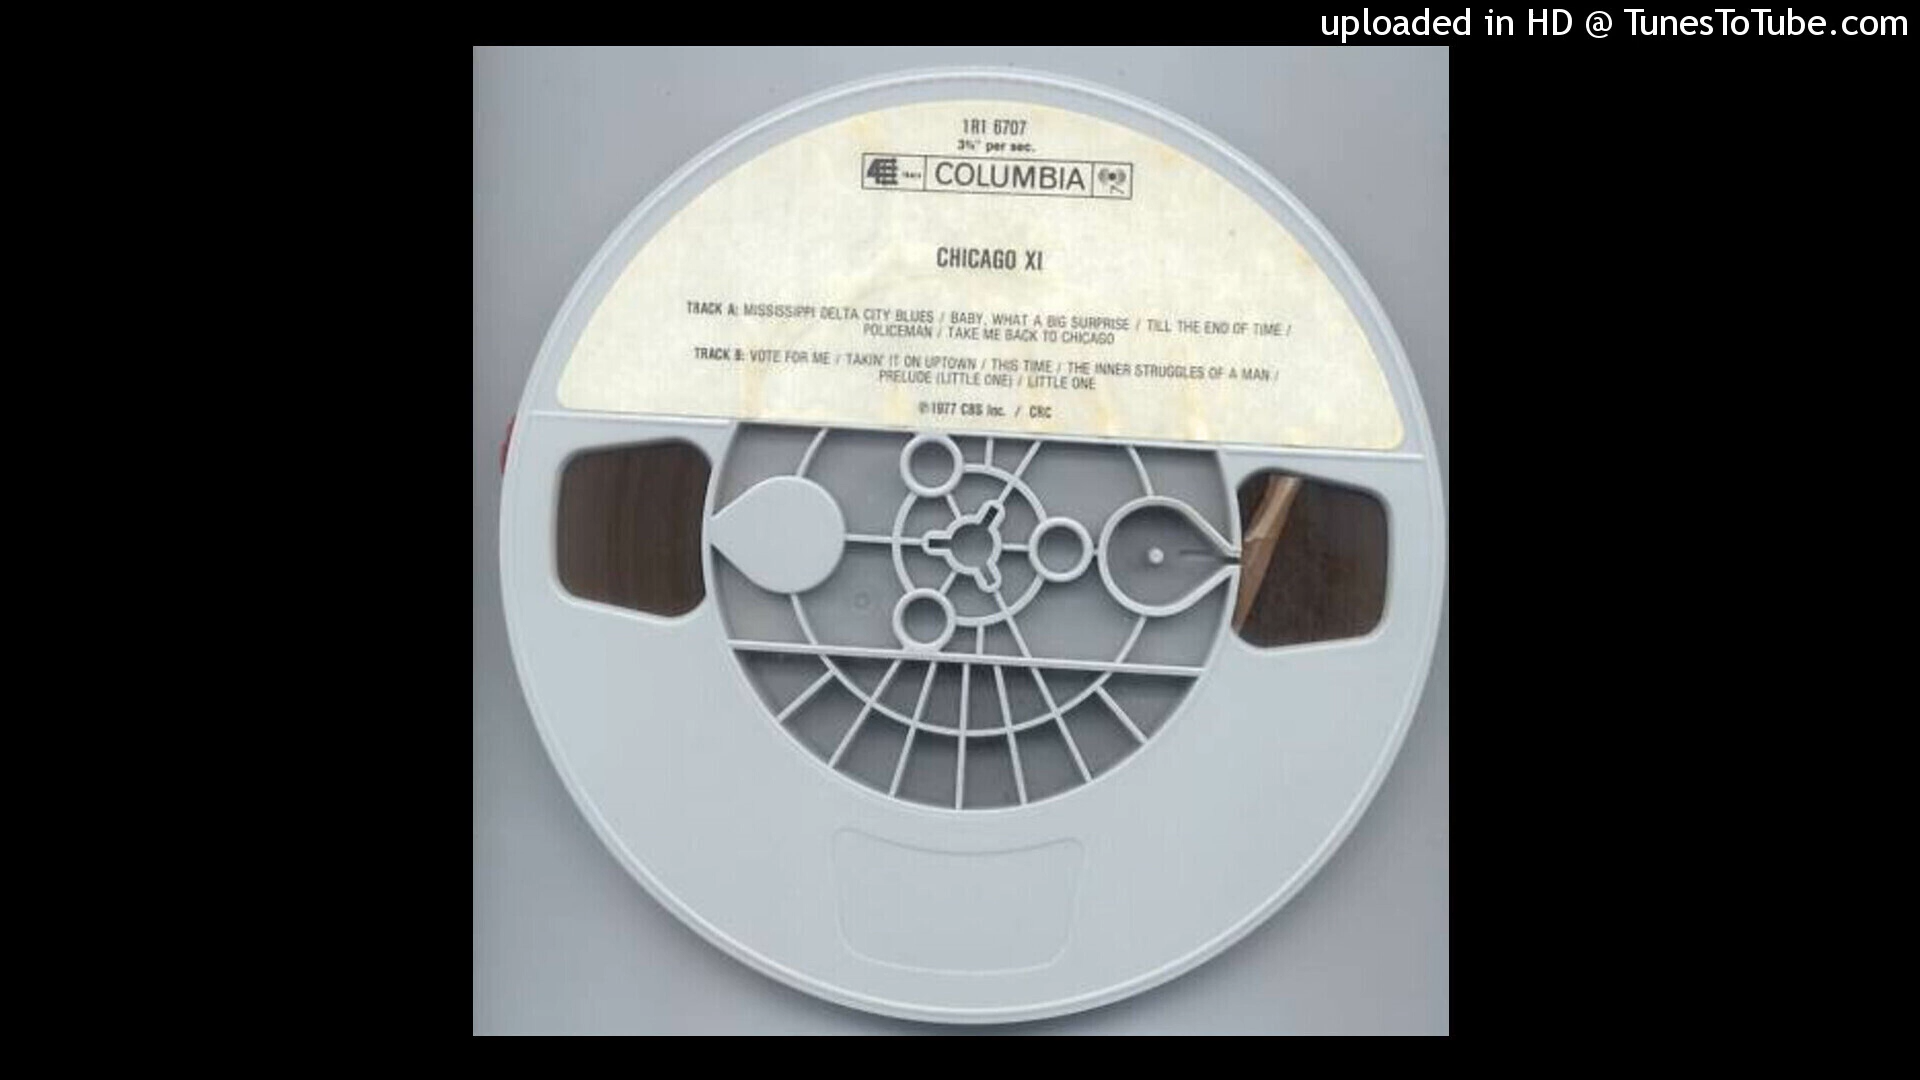 uploaded in HD @ TunesToTube.com
1R1 6707
3¾" per sec.
4 TRACK COLUMBIA
CHICAGO XI
TRACK A: MISSISSIPPI DELTA CITY BLUES / BABY, WHAT A BIG SURPRISE / TILL THE END OF TIME /
POLICEMAN / TAKE ME BACK TO CHICAGO
TRACK B: VOTE FOR ME / TAKIN' IT ON UPTOWN / THIS TIME / THE INNER STRUGGLES OF A MAN /
PRELUDE (LITTLE ONE) / LITTLE ONE
℗1977 CBS Inc. / CRC